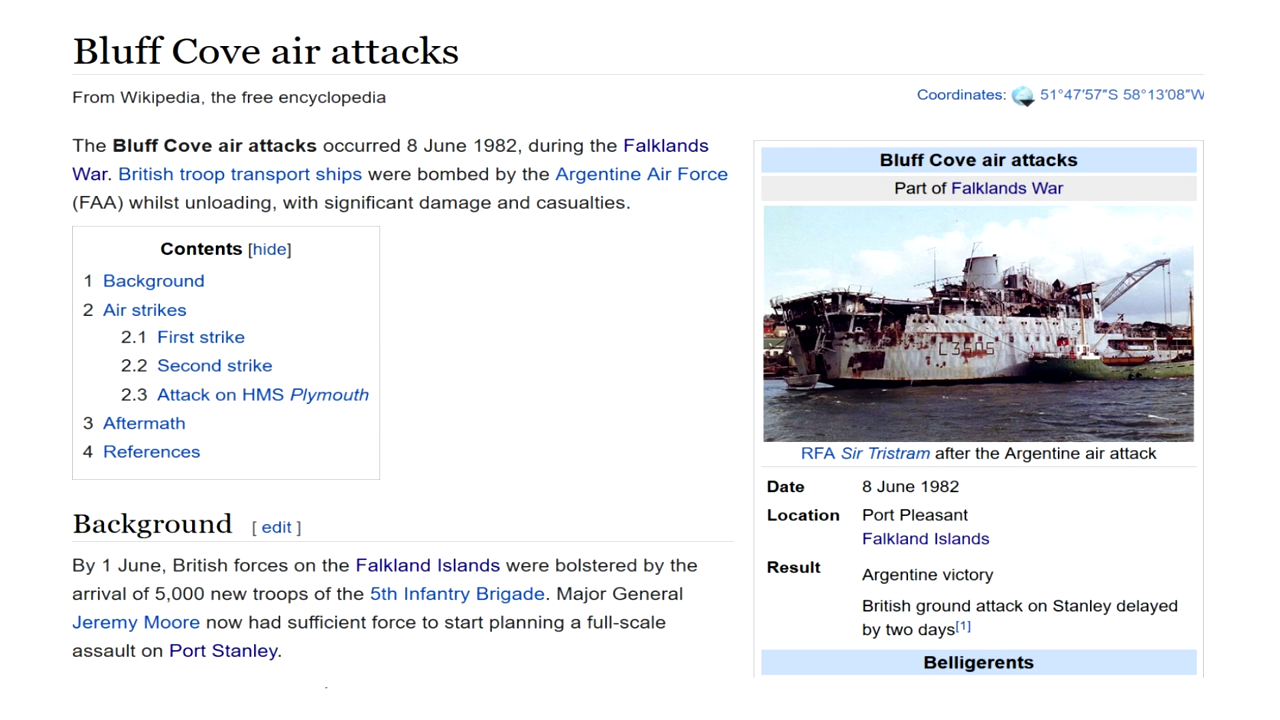 Bluff Cove air attacks
From Wikipedia, the free encyclopedia
Coordinates: 51°47′57″S 58°13′08″W
The Bluff Cove air attacks occurred 8 June 1982, during the Falklands
War. British troop transport ships were bombed by the Argentine Air Force
(FAA) whilst unloading, with significant damage and casualties.
Contents [hide]
1 Background
2 Air strikes
2.1 First strike
2.2 Second strike
2.3 Attack on HMS Plymouth
3 Aftermath
4 References
Background [ edit ]
By 1 June, British forces on the Falkland Islands were bolstered by the
arrival of 5,000 new troops of the 5th Infantry Brigade. Major General
Jeremy Moore now had sufficient force to start planning a full-scale
assault on Port Stanley.
Bluff Cove air attacks
Part of Falklands War
L3505
RFA Sir Tristram after the Argentine air attack
Date 8 June 1982
Location Port Pleasant
Falkland Islands
Result Argentine victory
British ground attack on Stanley delayed
by two days[1]
Belligerents